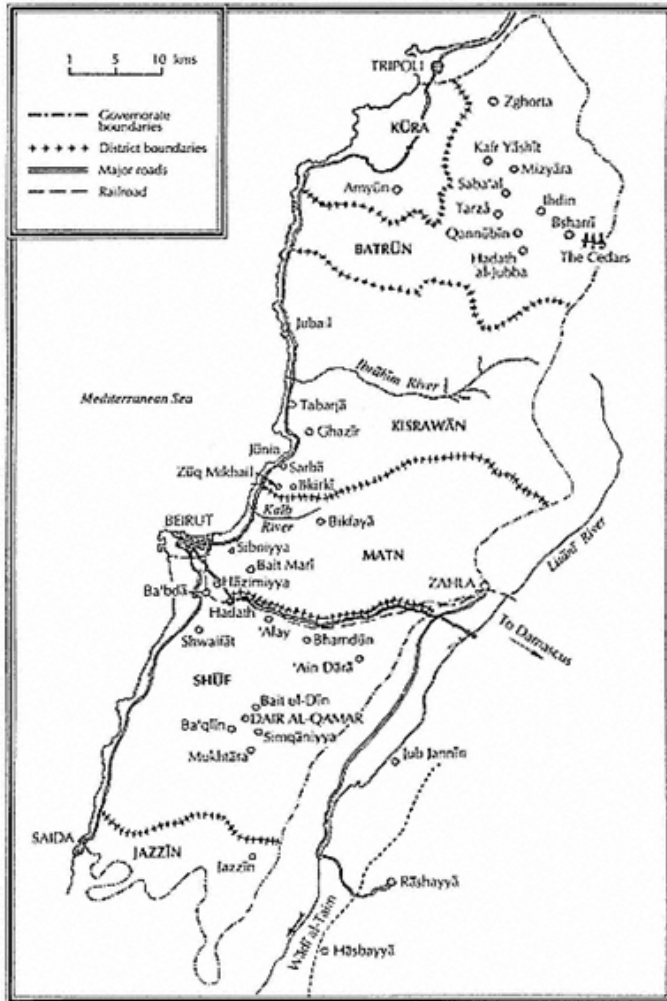 1 5 10 kms
Governorate
boundaries
District boundaries
Major roads
Railroad
TRIPOLI
Zghorta
KŪRA
Kafr Yāshīt
Mizyāra
Amyūn
Saba'al
Tarzā
Ihdin
Qannūbīn
Bsharrī
BATRŪN
Hadath
al-Jubba
The Cedars
Ibrāhīm River
Mediterranean Sea
Tabarjā
Ghazīr
KISRAWĀN
Jūnia
Sarbā
Zūq Mikhail
Bkirkī
Kalb
River
Bikfayā
BEIRUT
Sibniyya
MATN
Lītānī River
Bait Marī
Hāzimiyya
ZAHLA
Ba'bdā
Hadath
'Alay
Bhamdūn
To Damascus
Shwaifāt
'Ain Dārā
SHŪF
Bait el-Dīn
DAIR AL-QAMAR
Ba'qlīn
Simqāniyya
Mukhtāra
Jub Jannīn
SAIDA
JAZZĪN
Jazzīn
Rāshayyā
Wādī al-Taim
Hāsbayyā